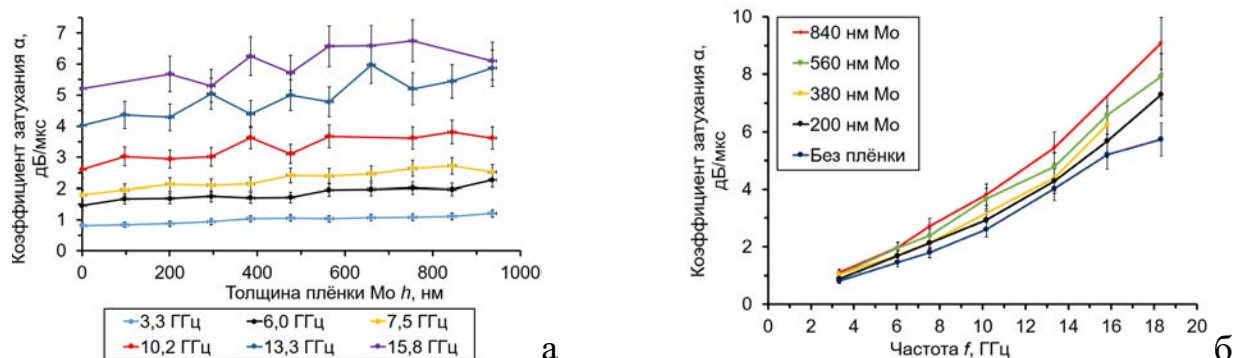 Коэффициент затухания α,
дБ/мкс
7
6
5
4
3
2
1
0
0 200 400 600 800 1000
Толщина плёнки Mo h, нм
3,3 ГГц 6,0 ГГц 7,5 ГГц
10,2 ГГц 13,3 ГГц 15,8 ГГц
а
Коэффициент затухания α,
дБ/мкс
10
8
6
4
2
0
840 нм Mo
560 нм Mo
380 нм Mo
200 нм Mo
Без плёнки
0 2 4 6 8 10 12 14 16 18 20
Частота f, ГГц
б